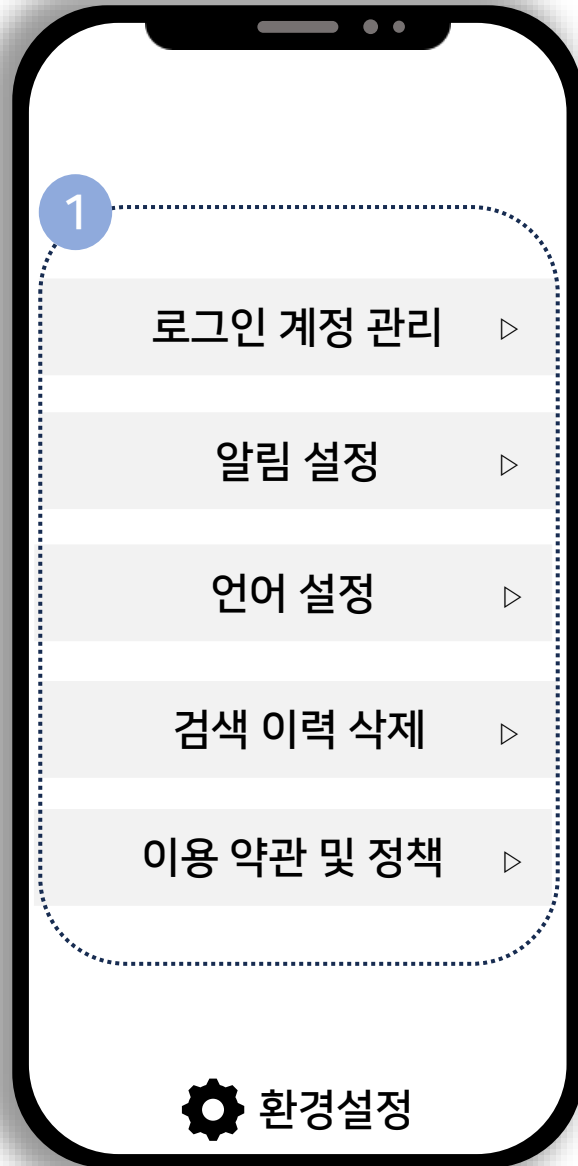 1
로그인 계정 관리 ▷
알림 설정 ▷
언어 설정 ▷
검색 이력 삭제 ▷
이용 약관 및 정책 ▷
환경설정